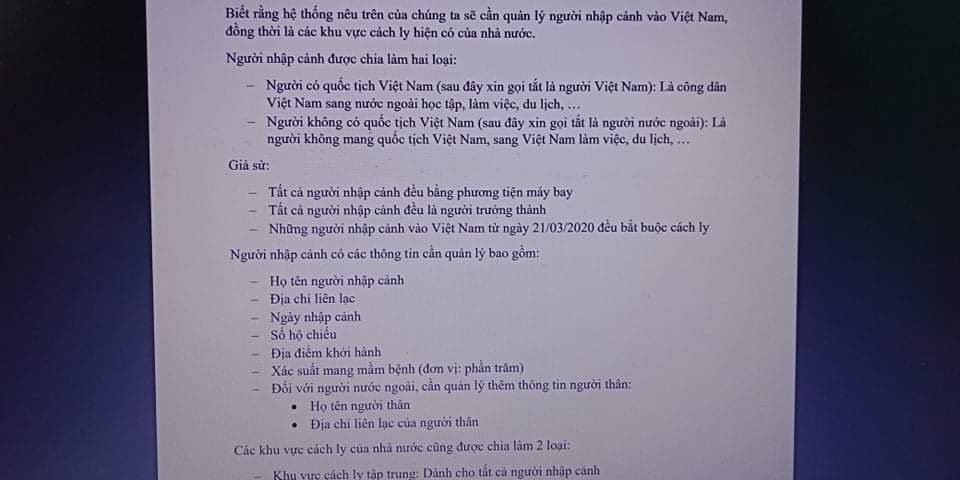 Biết rằng hệ thống nêu trên của chúng ta sẽ cần quản lý người nhập cảnh vào Việt Nam,
đồng thời là các khu vực cách ly hiện có của nhà nước.
Người nhập cảnh được chia làm hai loại:
– Người có quốc tịch Việt Nam (sau đây xin gọi tắt là người Việt Nam): Là công dân
Việt Nam sang nước ngoài học tập, làm việc, du lịch, …
– Người không có quốc tịch Việt Nam (sau đây xin gọi tắt là người nước ngoài): Là
người không mang quốc tịch Việt Nam, sang Việt Nam làm việc, du lịch, …
Giả sử:
– Tất cả người nhập cảnh đều bằng phương tiện máy bay
– Tất cả người nhập cảnh đều là người trưởng thành
– Những người nhập cảnh vào Việt Nam từ ngày 21/03/2020 đều bắt buộc cách ly
Người nhập cảnh có các thông tin cần quản lý bao gồm:
– Họ tên người nhập cảnh
– Địa chỉ liên lạc
– Ngày nhập cảnh
– Số hộ chiếu
– Địa điểm khởi hành
– Xác suất mang mầm bệnh (đơn vị: phần trăm)
– Đối với người nước ngoài, cần quản lý thêm thông tin người thân:
• Họ tên người thân
• Địa chỉ liên lạc của người thân
Các khu vực cách ly của nhà nước cũng được chia làm 2 loại:
– Khu vực cách ly tập trung: Dành cho tất cả người nhập cảnh